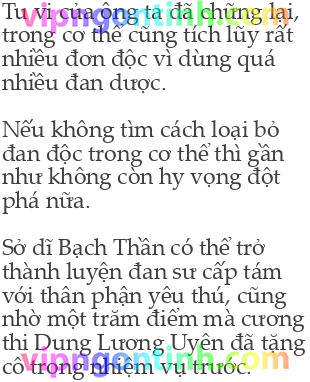 Tu vi của ông ta đã chững lại,
trong cơ thể cũng tích lũy rất
nhiều đơn độc vì dùng quá
nhiều đan dược.
Nếu không tìm cách loại bỏ
đan độc trong cơ thể thì gần
như không còn hy vọng đột
phá nữa.
Sở dĩ Bạch Thần có thể trở
thành luyện đan sư cấp tám
với thân phận yêu thú, cũng
nhờ một trăm điểm mà cương
thi Dung Lương Uyên đã tặng
cô trong nhiệm vụ trước.
vipngontinh.com
vipngontinh.com